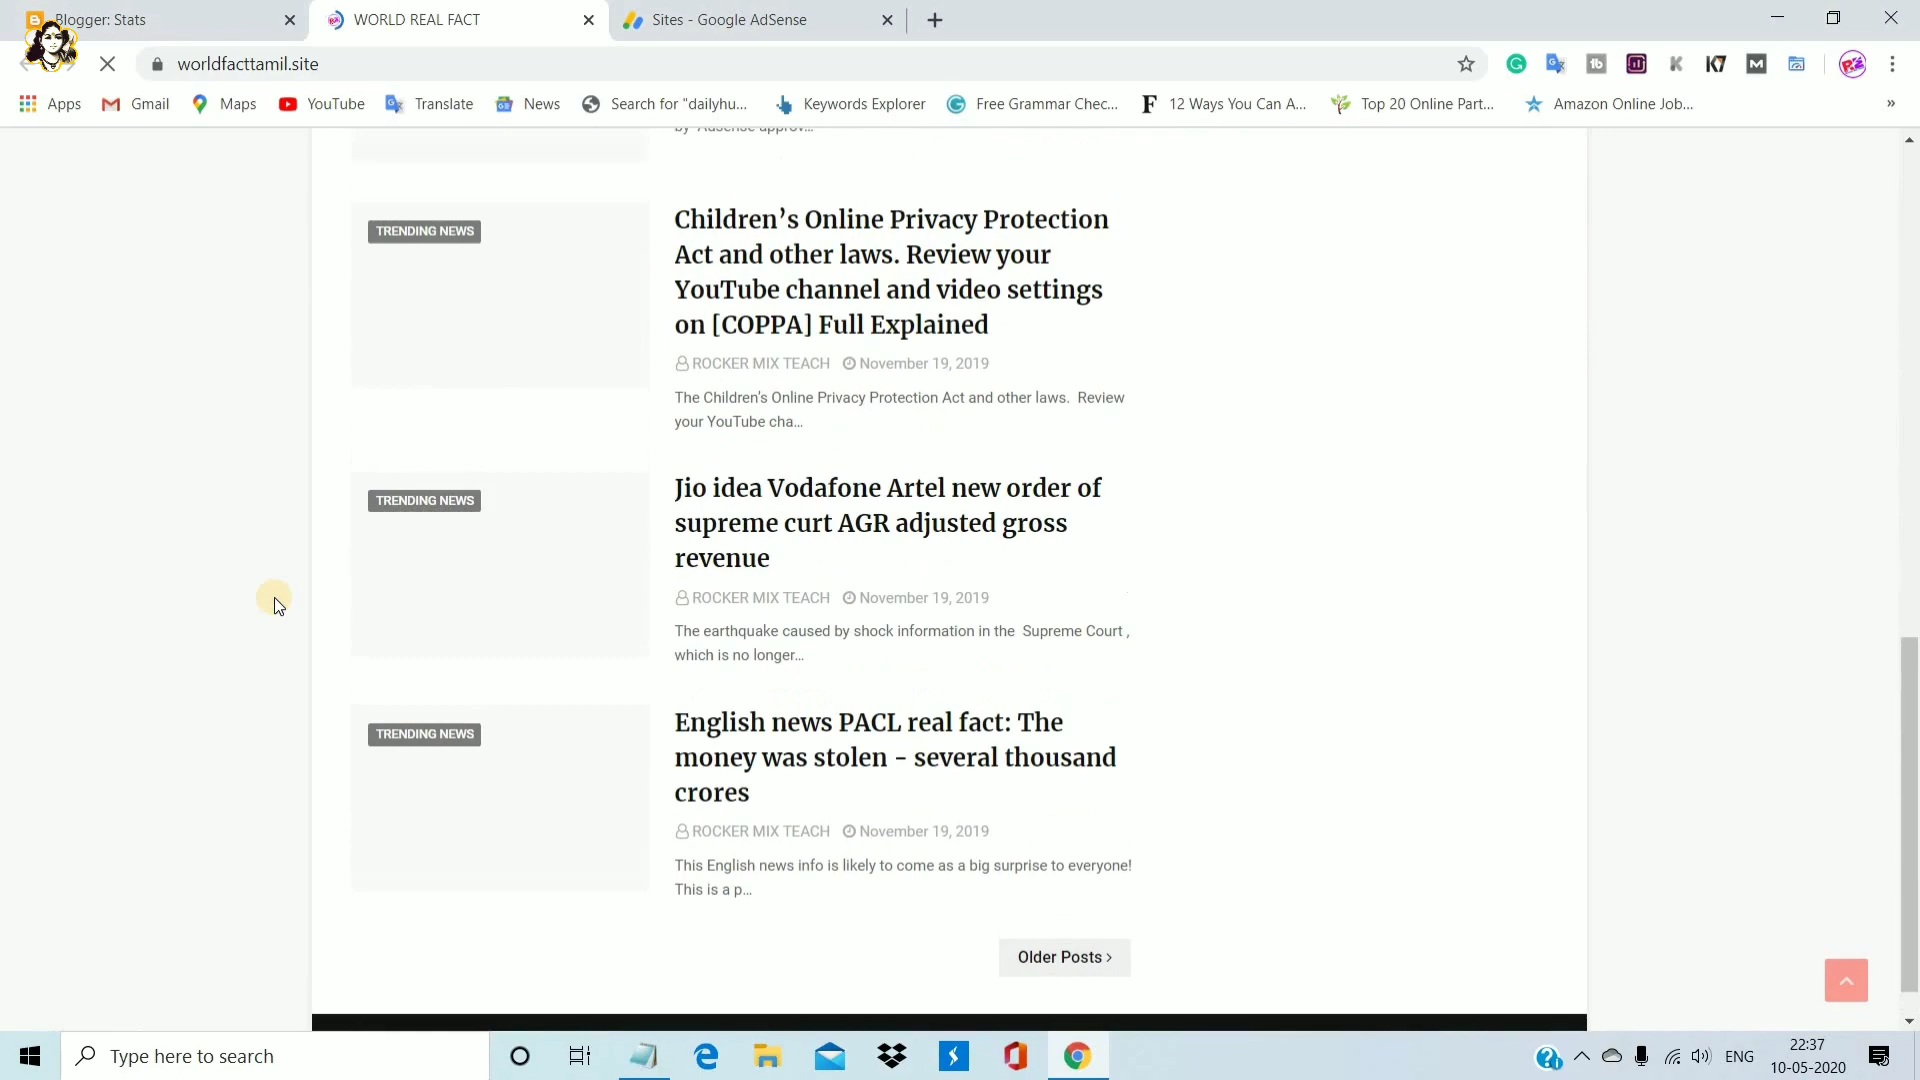 Blogger: Stats
WORLD REAL FACT
Sites - Google AdSense
worldfacttamil.site
Apps
Gmail
Maps
YouTube
Translate
News
Search for "dailyhu...
Keywords Explorer
Free Grammar Chec...
12 Ways You Can A...
Top 20 Online Part...
Amazon Online Job...
»
by Adsense approv...
TRENDING NEWS
Children’s Online Privacy Protection
Act and other laws. Review your
YouTube channel and video settings
on [COPPA] Full Explained
ROCKER MIX TEACH November 19, 2019
The Children's Online Privacy Protection Act and other laws. Review
your YouTube cha...
TRENDING NEWS
Jio idea Vodafone Artel new order of
supreme curt AGR adjusted gross
revenue
ROCKER MIX TEACH November 19, 2019
The earthquake caused by shock information in the Supreme Court ,
which is no longer...
TRENDING NEWS
English news PACL real fact: The
money was stolen - several thousand
crores
ROCKER MIX TEACH November 19, 2019
This English news info is likely to come as a big surprise to everyone!
This is a p...
Older Posts ›
Type here to search
ENG
22:37
10-05-2020